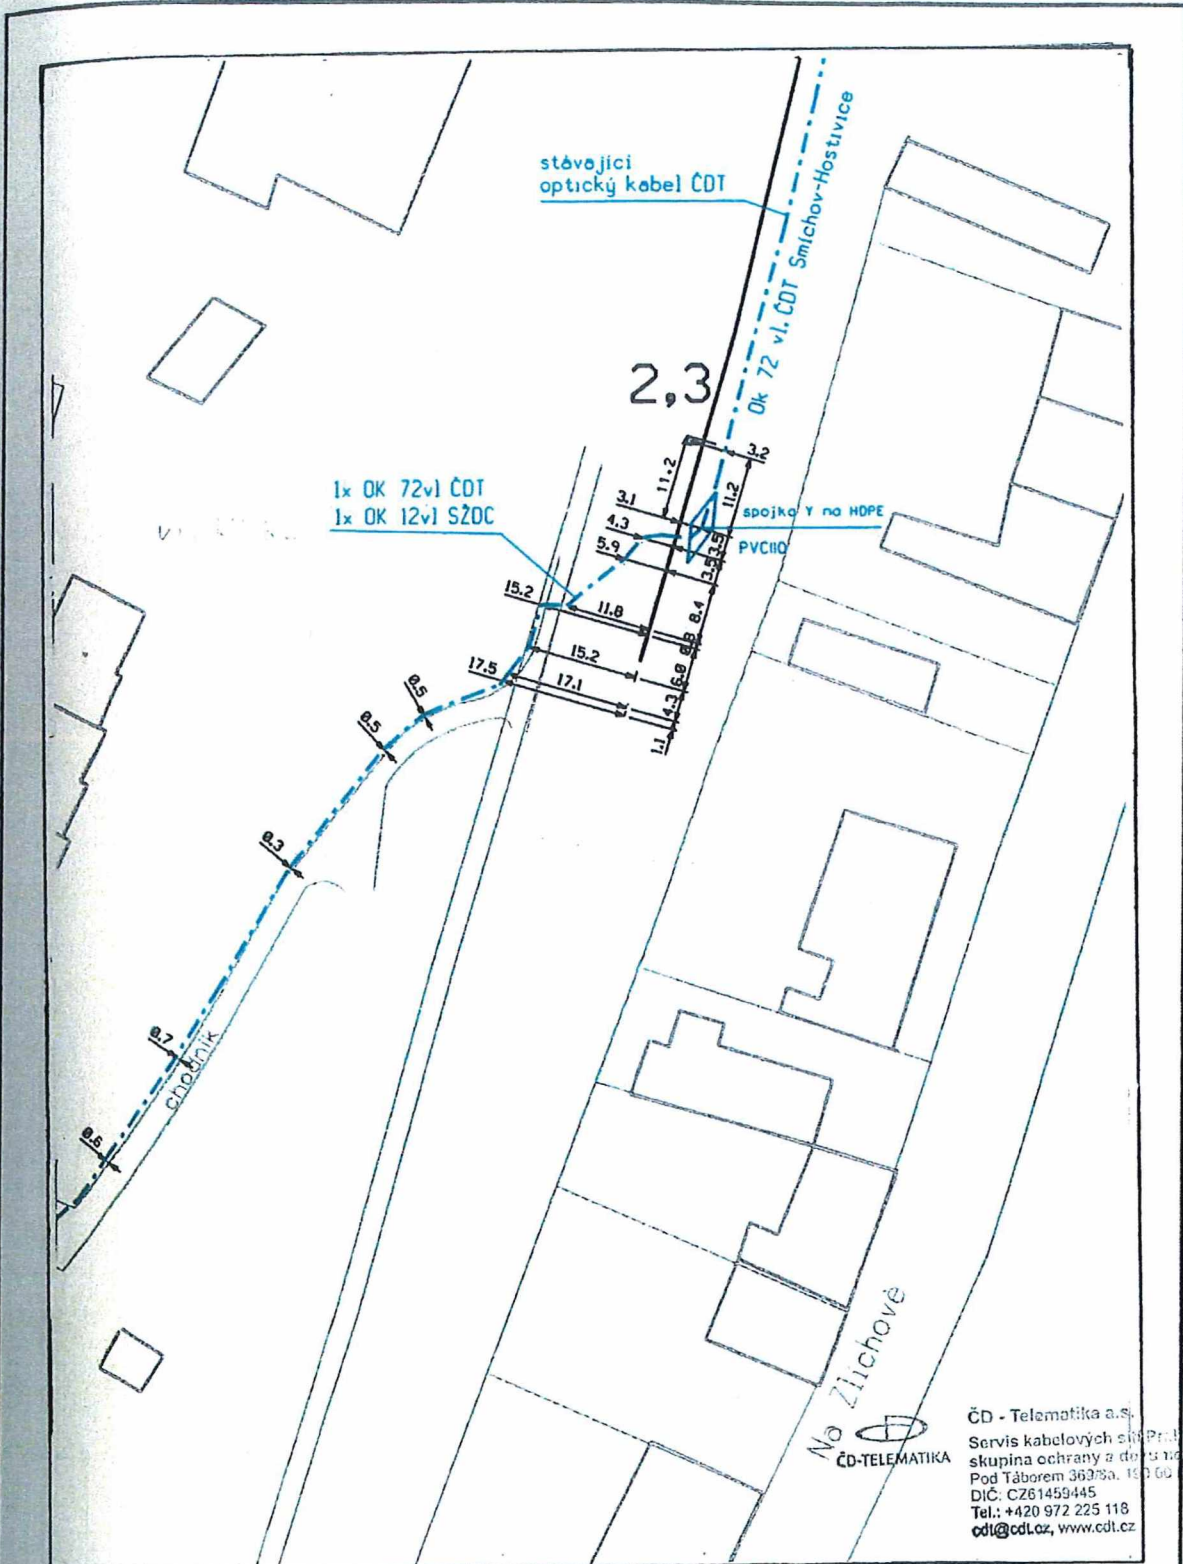 stávající
optický kabel ČDT
Ok 72 vl. ČDT Smíchov-Hostivice
2,3
3.2
11.2
11.2
3.1
4.3
5.9
spojka Y na HDPE
PVC110
3.5
3.5
1x OK 72vl ČDT
1x OK 12vl SŽDC
15.2
11.8
8.4
0.8
15.2
6.0
17.5
17.1
4.3
1.1
0.5
0.5
0.3
0.7
chodník
0.6
Na Zlíchově
ČD-TELEMATIKA
ČD - Telematika a.s.
Servis kabelových sítí
skupina ochrany a
Pod Táborem 369/8a,
DIČ: CZ61459445
Tel.: +420 972 225 118
cdt@cdt.cz, www.cdt.cz